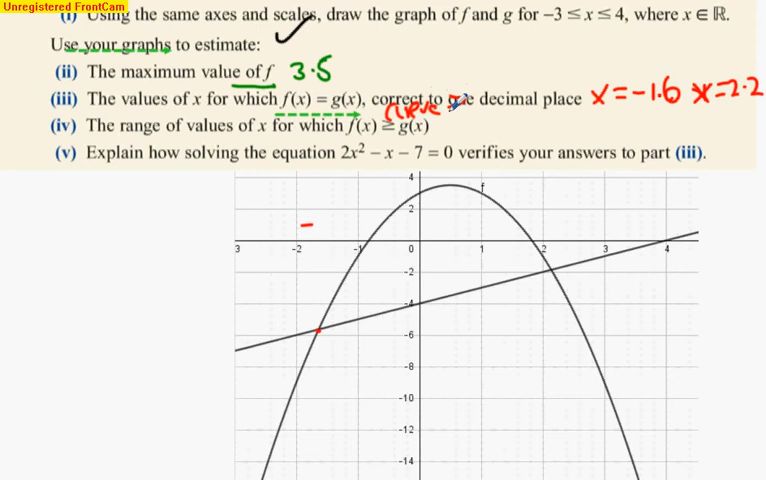 Unregistered FrontCam
(i) Using the same axes and scales, draw the graph of f and g for −3 ≤ x ≤ 4, where x ∈ ℝ.
Use your graphs to estimate:
(ii) The maximum value of f 3.5
(iii) The values of x for which f(x) = g(x), correct to one decimal place x = -1.6 x = 2.2
curve
(iv) The range of values of x for which f(x) ≥ g(x)
(v) Explain how solving the equation 2x² − x − 7 = 0 verifies your answers to part (iii).
4
f
2
3 -2 -1 0 1 2 3 4
-2
-4
-6
-8
-10
-12
-14